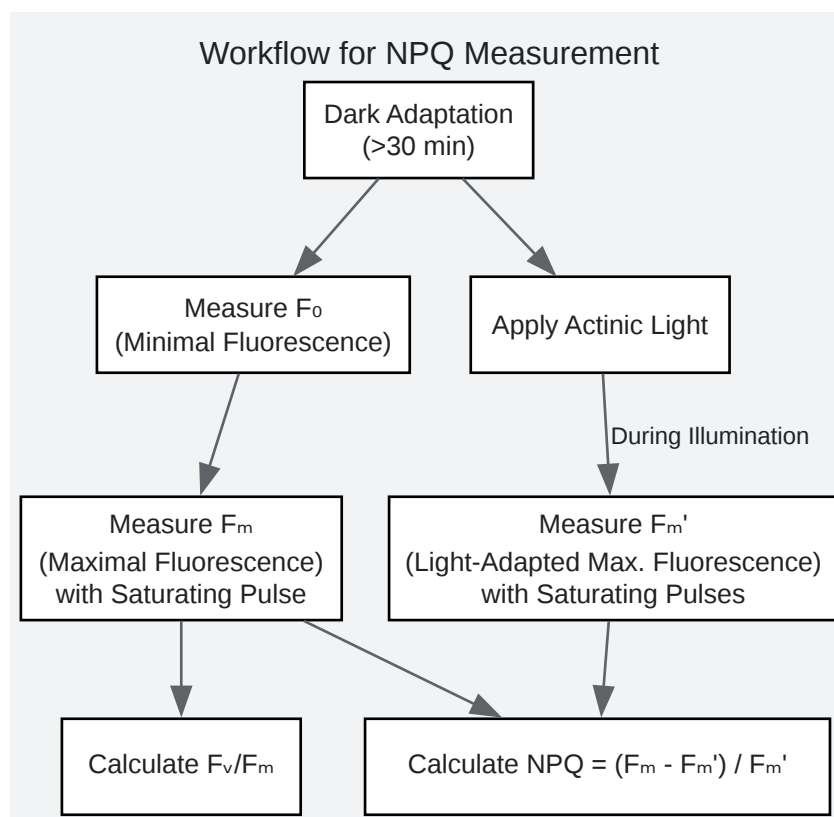 Workflow for NPQ Measurement
Dark Adaptation
(>30 min)
Measure F₀
(Minimal Fluorescence)
Apply Actinic Light
During Illumination
Measure Fₘ
(Maximal Fluorescence)
with Saturating Pulse
Measure Fₘ'
(Light-Adapted Max. Fluorescence)
with Saturating Pulses
Calculate Fᵥ/Fₘ
Calculate NPQ = (Fₘ - Fₘ') / Fₘ'